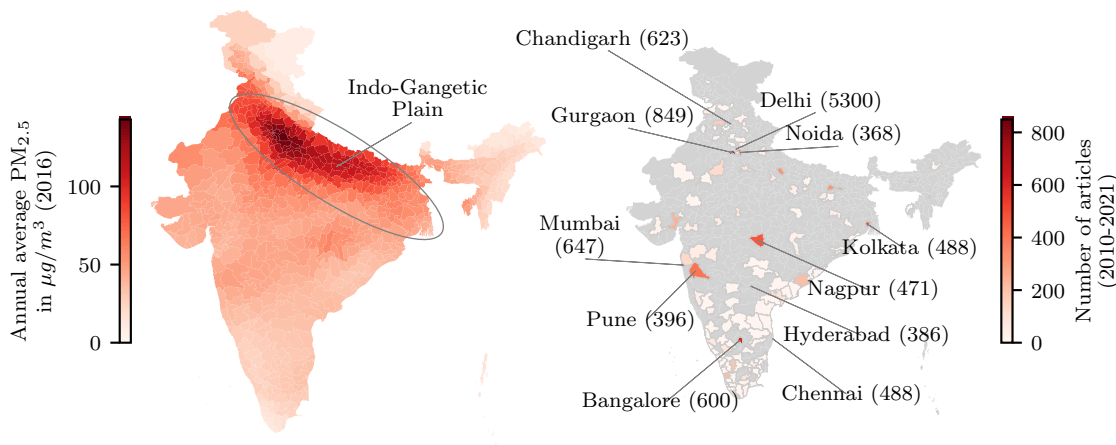 Annual average PM2.5
in μg/m³ (2016)
100
50
0
Indo-Gangetic
Plain
Chandigarh (623)
Delhi (5300)
Gurgaon (849)
Noida (368)
Mumbai
(647)
Kolkata (488)
Nagpur (471)
Pune (396)
Hyderabad (386)
Bangalore (600)
Chennai (488)
800
600
400
200
0
Number of articles
(2010-2021)